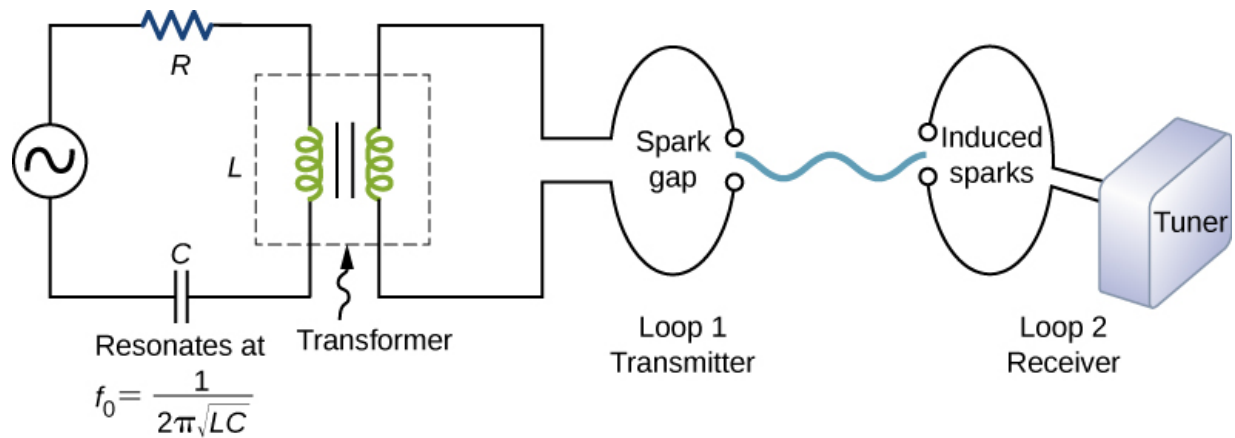 R
L
C
Resonates at
f₀ = 1 / 2π√LC
Transformer
Spark
gap
Loop 1
Transmitter
Induced
sparks
Tuner
Loop 2
Receiver